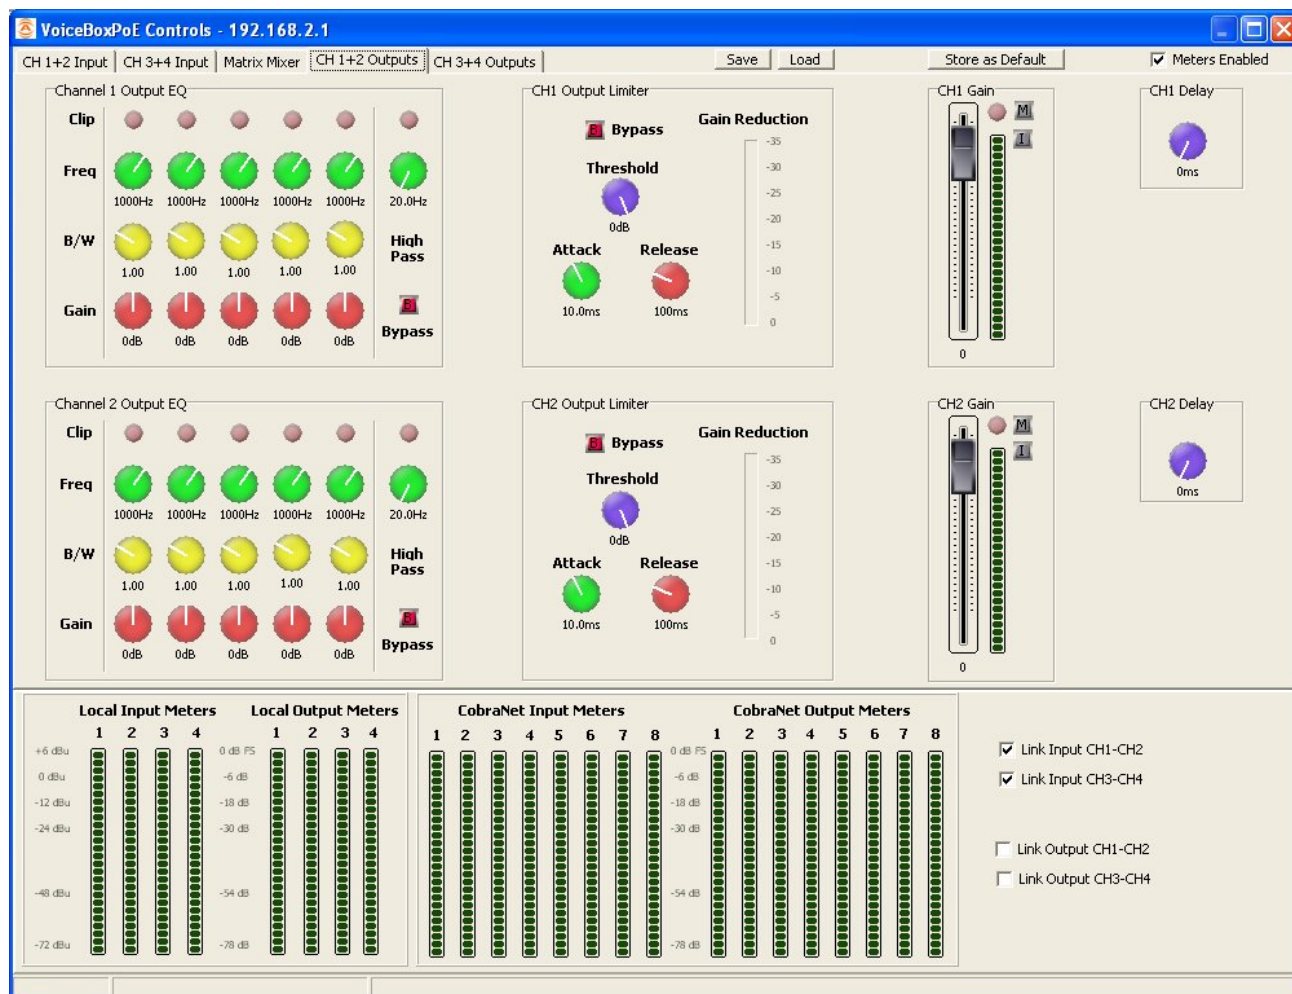 VoiceBoxPoE Controls - 192.168.2.1
CH 1+2 Input CH 3+4 Input Matrix Mixer CH 1+2 Outputs CH 3+4 Outputs Save Load Store as Default Meters Enabled
Channel 1 Output EQ
Clip
Freq
1000Hz 1000Hz 1000Hz 1000Hz 1000Hz 20.0Hz
B/W
1.00 1.00 1.00 1.00 1.00
High
Pass
Gain
B
0dB 0dB 0dB 0dB 0dB
Bypass
CH1 Output Limiter
B Bypass
Threshold
0dB
Attack Release
10.0ms 100ms
Gain Reduction
-35
-30
-25
-20
-15
-10
-5
0
CH1 Gain
M
I
0
CH1 Delay
0ms
Channel 2 Output EQ
Clip
Freq
1000Hz 1000Hz 1000Hz 1000Hz 1000Hz 20.0Hz
B/W
1.00 1.00 1.00 1.00 1.00
High
Pass
Gain
B
0dB 0dB 0dB 0dB 0dB
Bypass
CH2 Output Limiter
B Bypass
Threshold
0dB
Attack Release
10.0ms 100ms
Gain Reduction
-35
-30
-25
-20
-15
-10
-5
0
CH2 Gain
M
I
0
CH2 Delay
0ms
Local Input Meters
1 2 3 4
+6 dBu
0 dBu
-12 dBu
-24 dBu
-48 dBu
-72 dBu
Local Output Meters
1 2 3 4
0 dB FS
-6 dB
-18 dB
-30 dB
-54 dB
-78 dB
CobraNet Input Meters
1 2 3 4 5 6 7 8
CobraNet Output Meters
1 2 3 4 5 6 7 8
0 dB FS
-6 dB
-18 dB
-30 dB
-54 dB
-78 dB
Link Input CH1-CH2
Link Input CH3-CH4
Link Output CH1-CH2
Link Output CH3-CH4